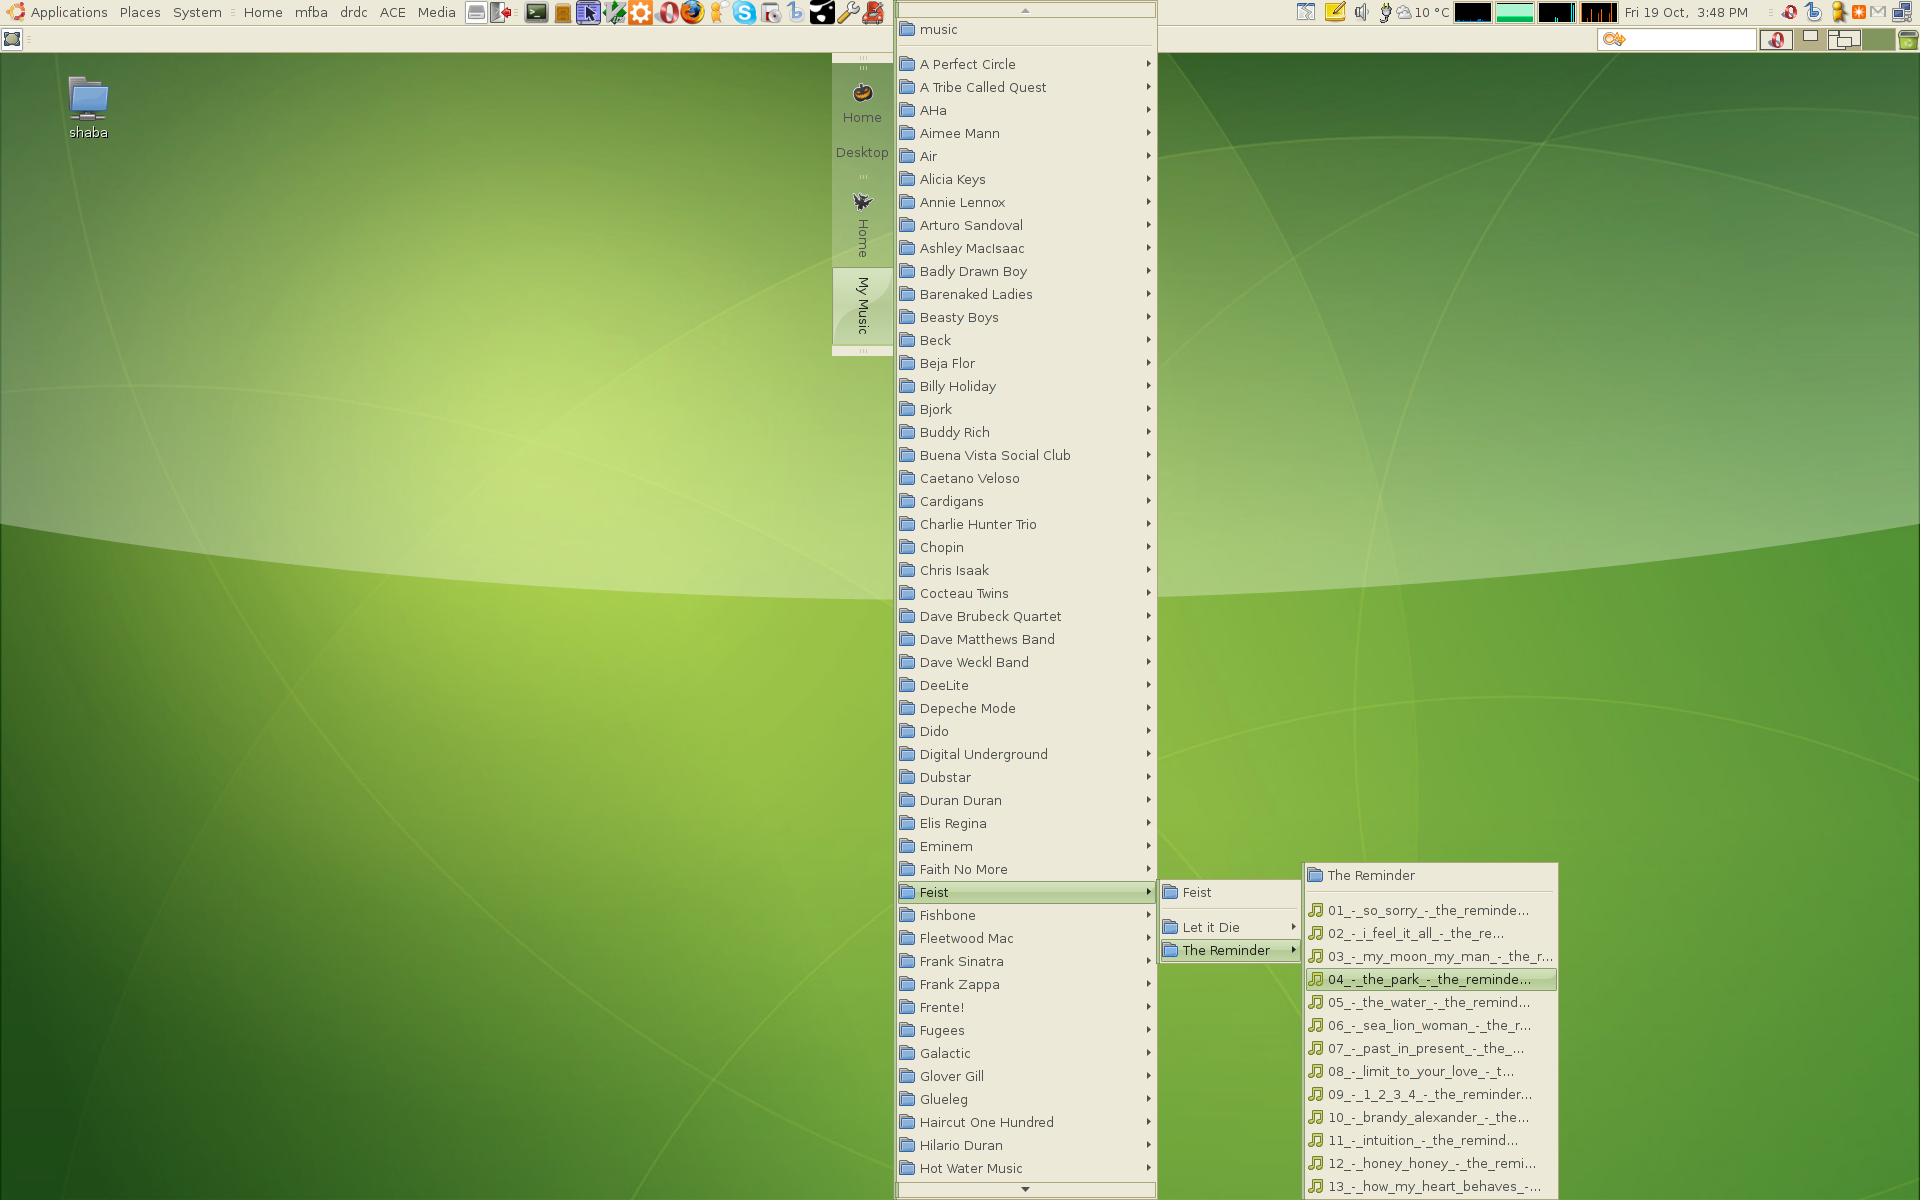 Applications Places System Home mfba drdc ACE Media
10 °C Fri 19 Oct, 3:48 PM
shaba
Home
Desktop
Home
My Music
music
A Perfect Circle
A Tribe Called Quest
AHa
Aimee Mann
Air
Alicia Keys
Annie Lennox
Arturo Sandoval
Ashley MacIsaac
Badly Drawn Boy
Barenaked Ladies
Beasty Boys
Beck
Beja Flor
Billy Holiday
Bjork
Buddy Rich
Buena Vista Social Club
Caetano Veloso
Cardigans
Charlie Hunter Trio
Chopin
Chris Isaak
Cocteau Twins
Dave Brubeck Quartet
Dave Matthews Band
Dave Weckl Band
DeeLite
Depeche Mode
Dido
Digital Underground
Dubstar
Duran Duran
Elis Regina
Eminem
Faith No More
Feist
Fishbone
Fleetwood Mac
Frank Sinatra
Frank Zappa
Frente!
Fugees
Galactic
Glover Gill
Glueleg
Haircut One Hundred
Hilario Duran
Hot Water Music
Feist
Let it Die
The Reminder
The Reminder
01_-_so_sorry_-_the_reminde...
02_-_i_feel_it_all_-_the_re...
03_-_my_moon_my_man_-_the_r...
04_-_the_park_-_the_reminde...
05_-_the_water_-_the_remind...
06_-_sea_lion_woman_-_the_r...
07_-_past_in_present_-_the_...
08_-_limit_to_your_love_-_t...
09_-_1_2_3_4_-_the_reminder...
10_-_brandy_alexander_-_the...
11_-_intuition_-_the_remind...
12_-_honey_honey_-_the_remi...
13_-_how_my_heart_behaves_-...